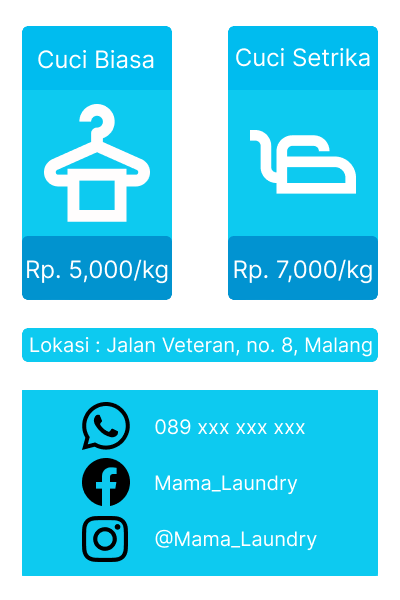 Cuci Biasa
Cuci Setrika
Rp. 5,000/kg
Rp. 7,000/kg
Lokasi : Jalan Veteran, no. 8, Malang
089 xxx xxx xxx
Mama_Laundry
@Mama_Laundry